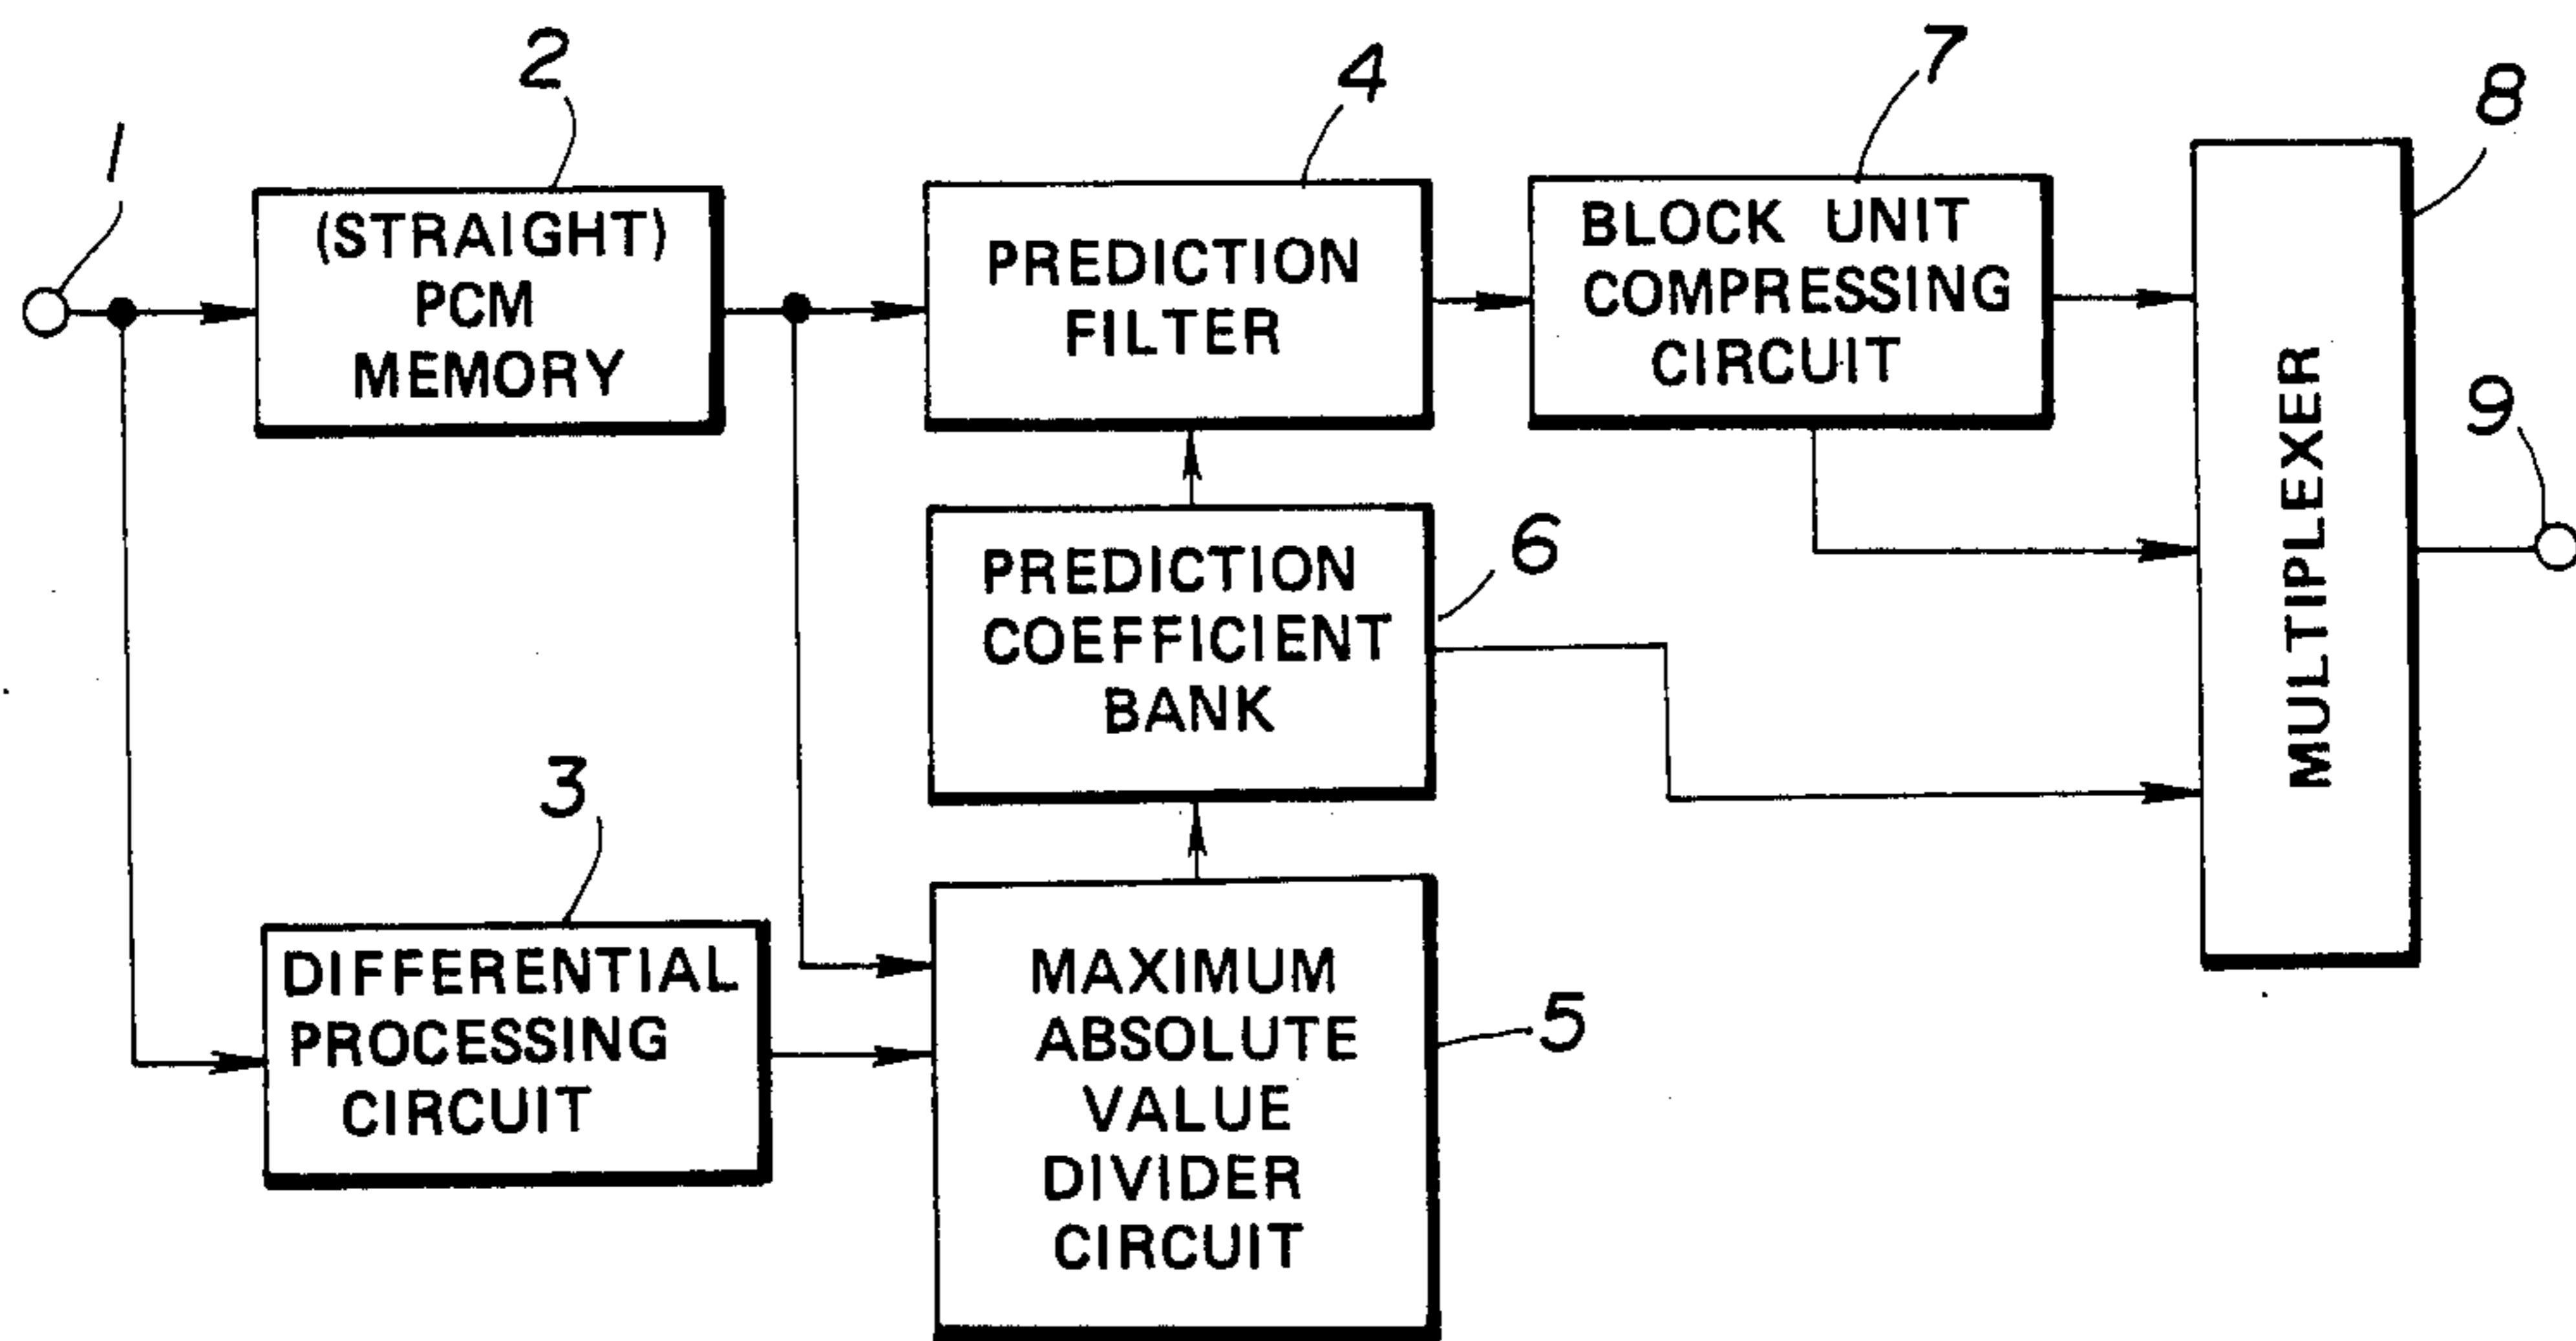 1
2
(STRAIGHT)
PCM
MEMORY
4
PREDICTION
FILTER
7
BLOCK UNIT
COMPRESSING
CIRCUIT
8
MULTIPLEXER
9
6
PREDICTION
COEFFICIENT
BANK
3
DIFFERENTIAL
PROCESSING
CIRCUIT
5
MAXIMUM
ABSOLUTE
VALUE
DIVIDER
CIRCUIT